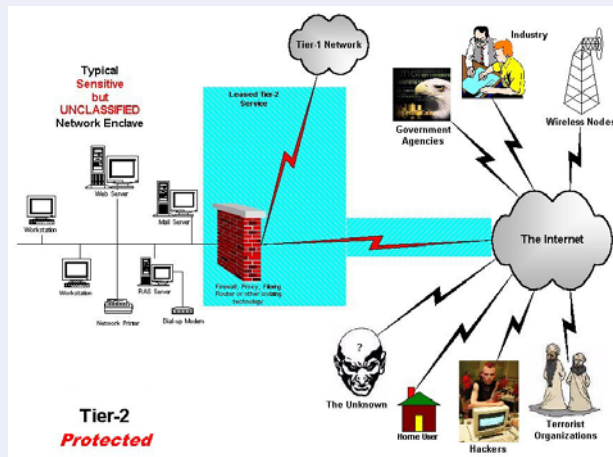 Typical
Sensitive
but
UNCLASSIFIED
Network Enclave
Tier-1 Network
Leased Tier-2
Service
Industry
Government
Agencies
Wireless Nodes
Web Server
Mail Server
Workstation
The Internet
Workstation
RAS Server
Network Printer
Dial-up Modem
Firewall, Proxy, Filtering
Router or other isolating
technology
?
The Unknown
Home User
Hackers
Terrorist
Organizations
Tier-2
Protected